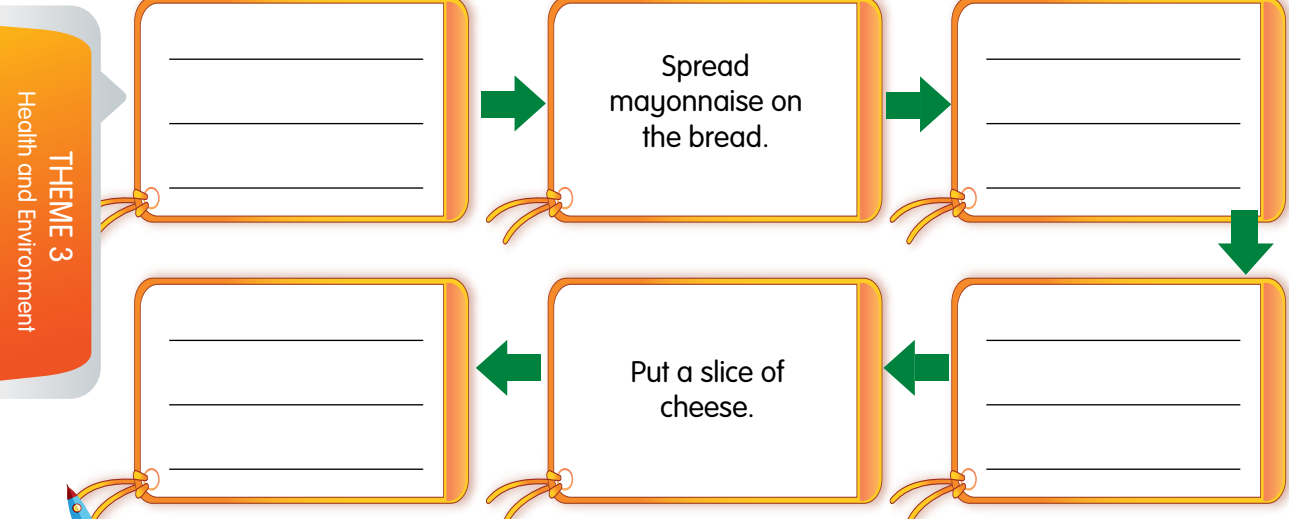 THEME 3
Health and Environment
Spread
mayonnaise on
the bread.
Put a slice of
cheese.